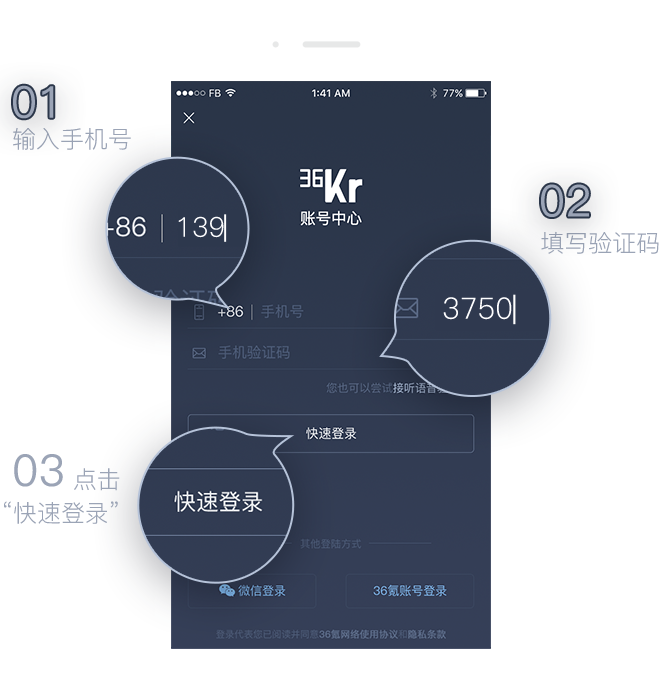 01
输入手机号
FB
1:41 AM
77%
36Kr
账号中心
+86
139
02
填写验证码
3750
+86
手机号
手机验证码
您也可以尝试接听语音
快速登录
03 点击
“快速登录”
快速登录
其他登陆方式
微信登录
36氪账号登录
登录代表您已阅读并同意36氪网络使用协议和隐私条款